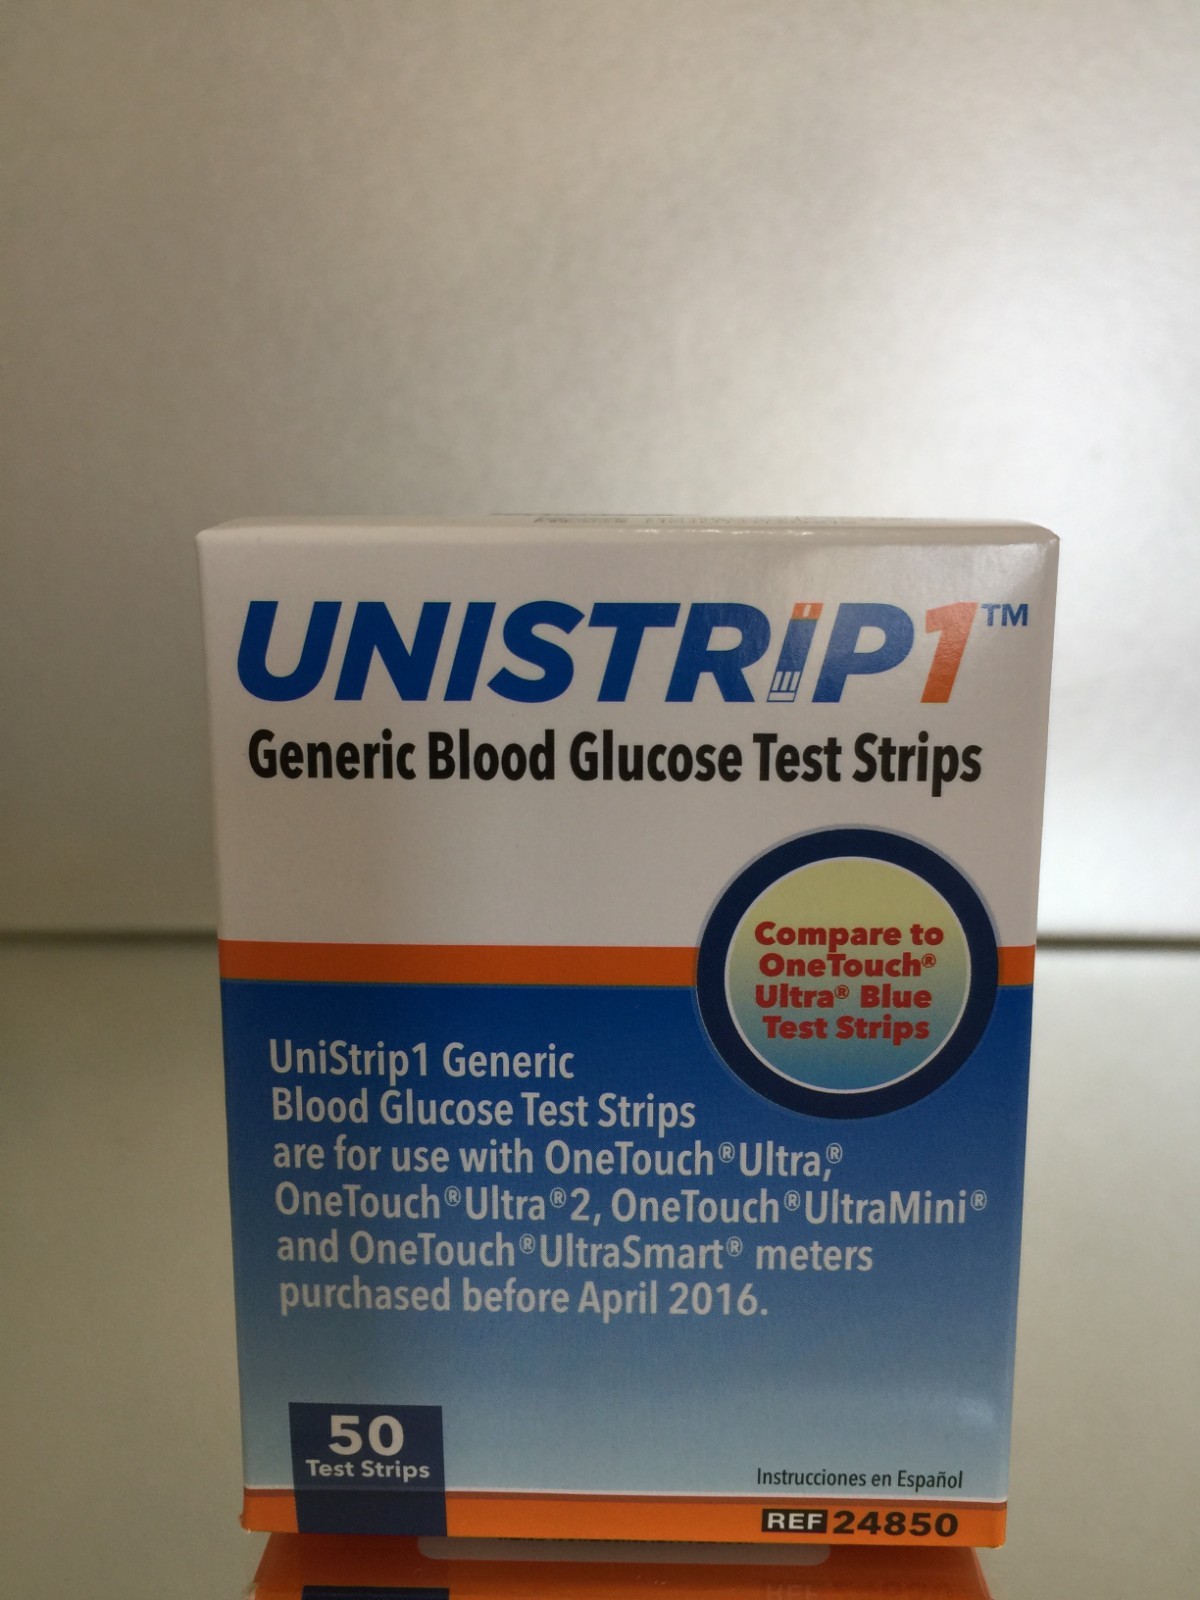 UNISTRIP1™
Generic Blood Glucose Test Strips
Compare to
OneTouch®
Ultra® Blue
Test Strips
UniStrip1 Generic
Blood Glucose Test Strips
are for use with OneTouch®Ultra,®
OneTouch®Ultra®2, OneTouch®UltraMini®
and OneTouch®UltraSmart® meters
purchased before April 2016.
50
Test Strips
Instrucciones en Español
REF 24850